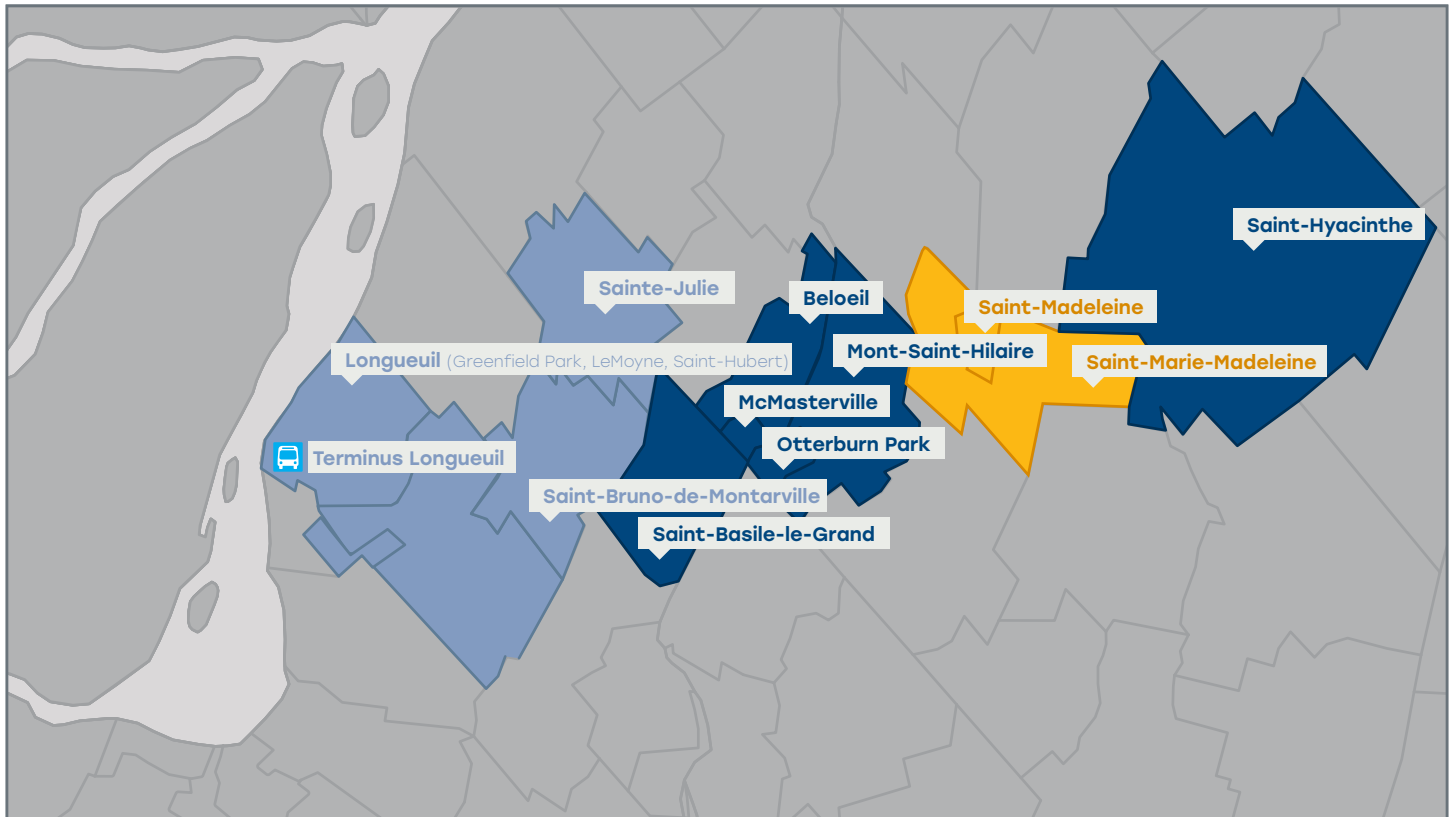 Saint-Hyacinthe
Sainte-Julie
Beloeil
Saint-Madeleine
Longueuil (Greenfield Park, LeMoyne, Saint-Hubert)
Mont-Saint-Hilaire
Saint-Marie-Madeleine
McMasterville
Otterburn Park
Terminus Longueuil
Saint-Bruno-de-Montarville
Saint-Basile-le-Grand